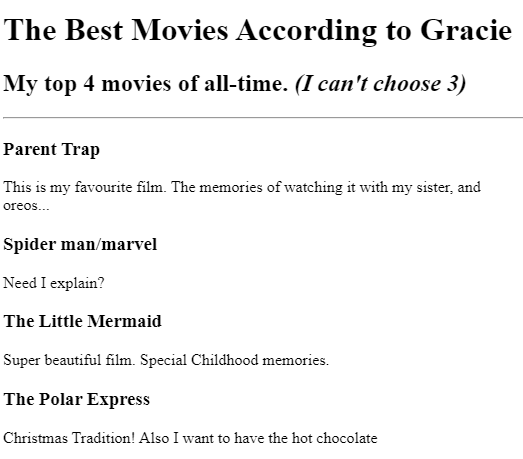 The Best Movies According to Gracie
My top 4 movies of all-time. (I can't choose 3)
Parent Trap
This is my favourite film. The memories of watching it with my sister, and
oreos...
Spider man/marvel
Need I explain?
The Little Mermaid
Super beautiful film. Special Childhood memories.
The Polar Express
Christmas Tradition! Also I want to have the hot chocolate